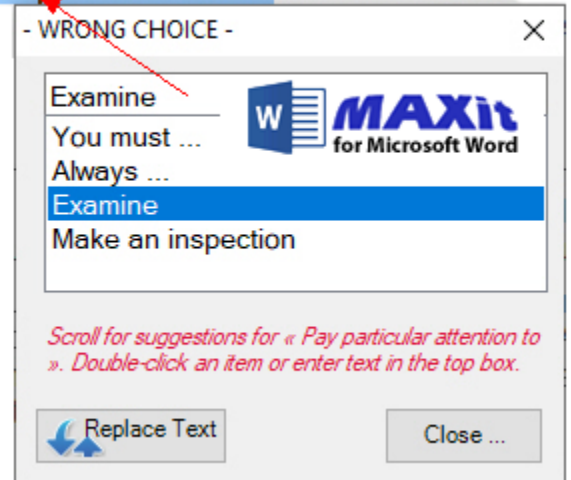 - WRONG CHOICE -
Examine
W MAXit
for Microsoft Word
You must ...
Always ...
Examine
Make an inspection
Scroll for suggestions for « Pay particular attention to
». Double-click an item or enter text in the top box.
Replace Text
Close ...